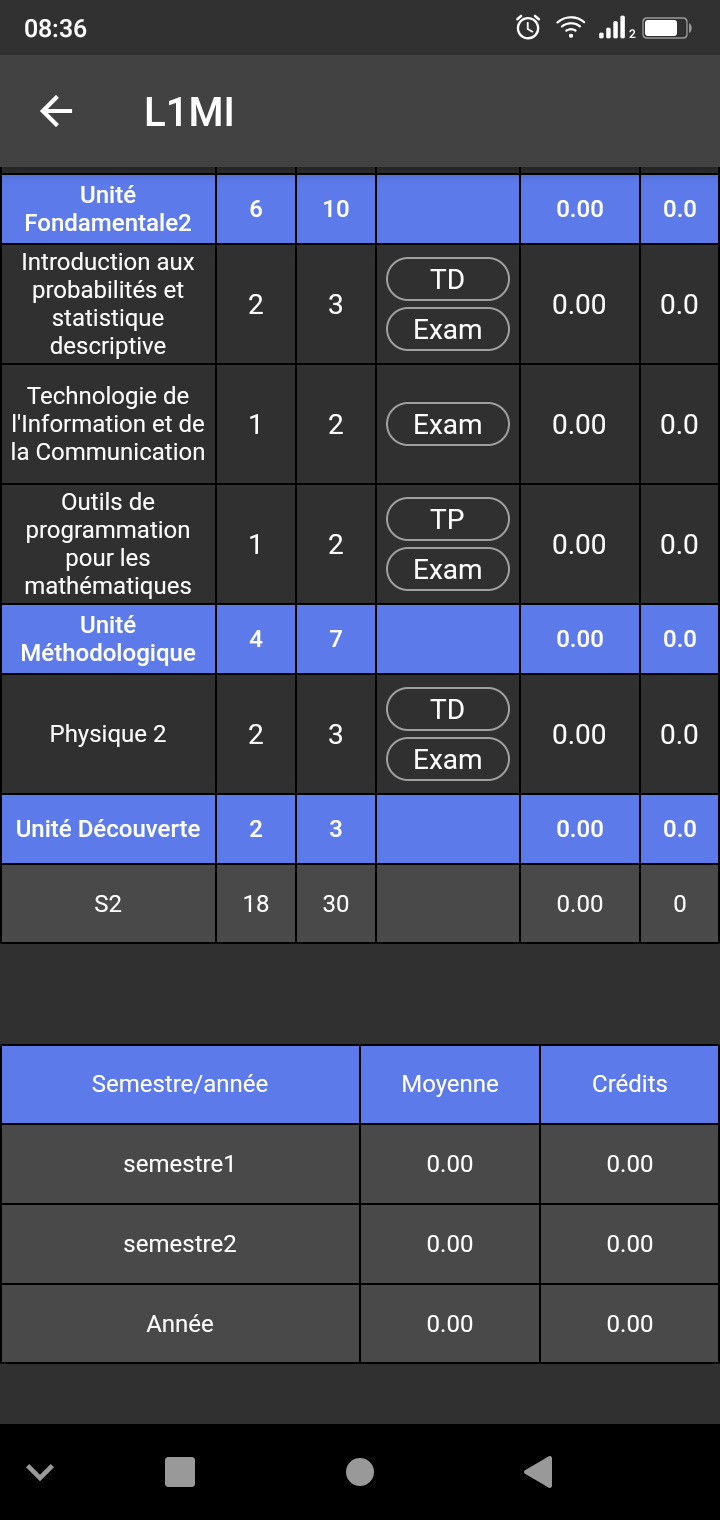 08:36
2
L1MI
Unité
Fondamentale2
6
10
0.00
0.0
Introduction aux
probabilités et
statistique
descriptive
2
3
TD
Exam
0.00
0.0
Technologie de
l'Information et de
la Communication
1
2
Exam
0.00
0.0
Outils de
programmation
pour les
mathématiques
1
2
TP
Exam
0.00
0.0
Unité
Méthodologique
4
7
0.00
0.0
Physique 2
2
3
TD
Exam
0.00
0.0
Unité Découverte
2
3
0.00
0.0
S2
18
30
0.00
0
Semestre/année
Moyenne
Crédits
semestre1
0.00
0.00
semestre2
0.00
0.00
Année
0.00
0.00